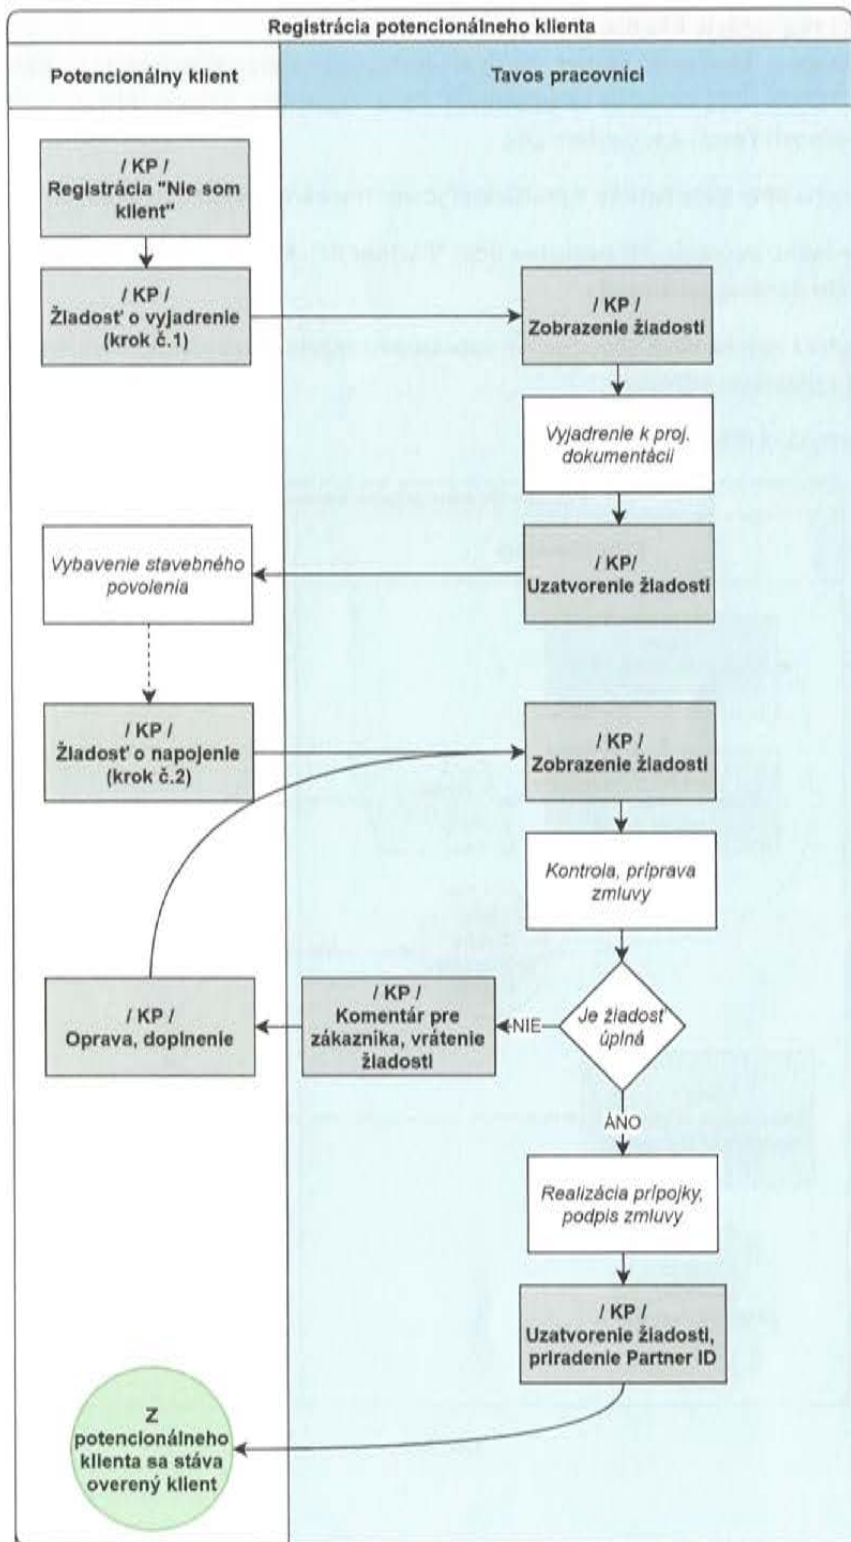 Registrácia potencionálneho klienta
Potencionálny klient
Tavos pracovníci
/ KP /
Registrácia "Nie som
klient"
/ KP /
Žiadosť o vyjadrenie
(krok č.1)
/ KP /
Zobrazenie žiadosti
Vyjadrenie k proj.
dokumentácii
/ KP/
Uzatvorenie žiadosti
Vybavenie stavebného
povolenia
/ KP /
Žiadosť o napojenie
(krok č.2)
/ KP /
Zobrazenie žiadosti
Kontrola, príprava
zmluvy
Je žiadosť
úplná
NIE
/ KP /
Komentár pre
zákaznika, vrátenie
žiadosti
/ KP /
Oprava, doplnenie
ÁNO
Realizácia prípojky,
podpis zmluvy
/ KP /
Uzatvorenie žiadosti,
priradenie Partner ID
Z
potencionálneho
klienta sa stáva
overený klient